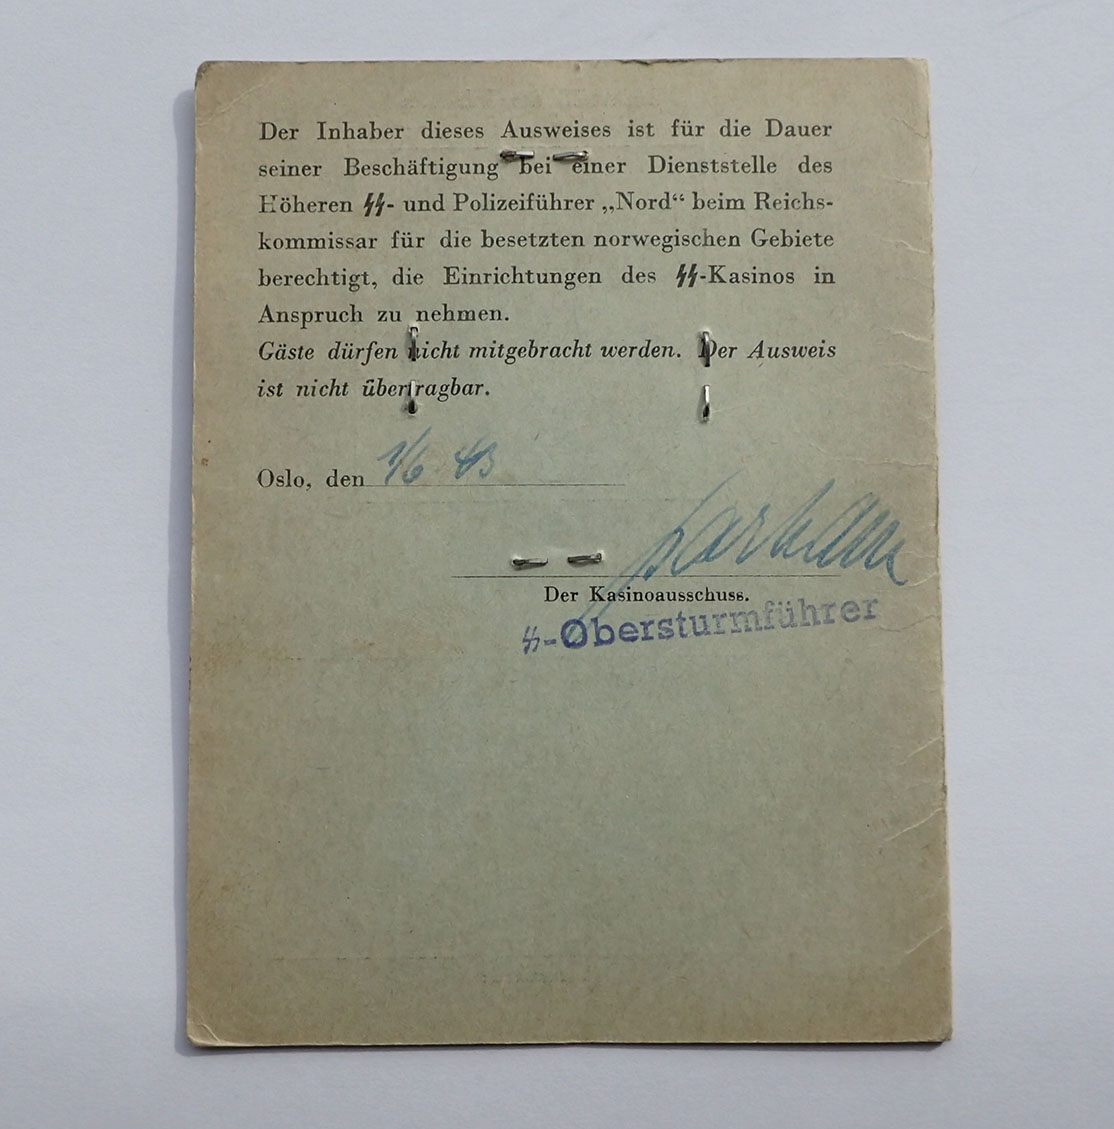 Der Inhaber dieses Ausweises ist für die Dauer
seiner Beschäftigung bei einer Dienststelle des
Höheren SS- und Polizeiführer „Nord“ beim Reichs-
kommissar für die besetzten norwegischen Gebiete
berechtigt, die Einrichtungen des SS-Kasinos in
Anspruch zu nehmen.
Gäste dürfen nicht mitgebracht werden. Der Ausweis
ist nicht übertragbar.
Oslo, den 1/6 43
Der Kasinoausschuss.
SS-Obersturmführer